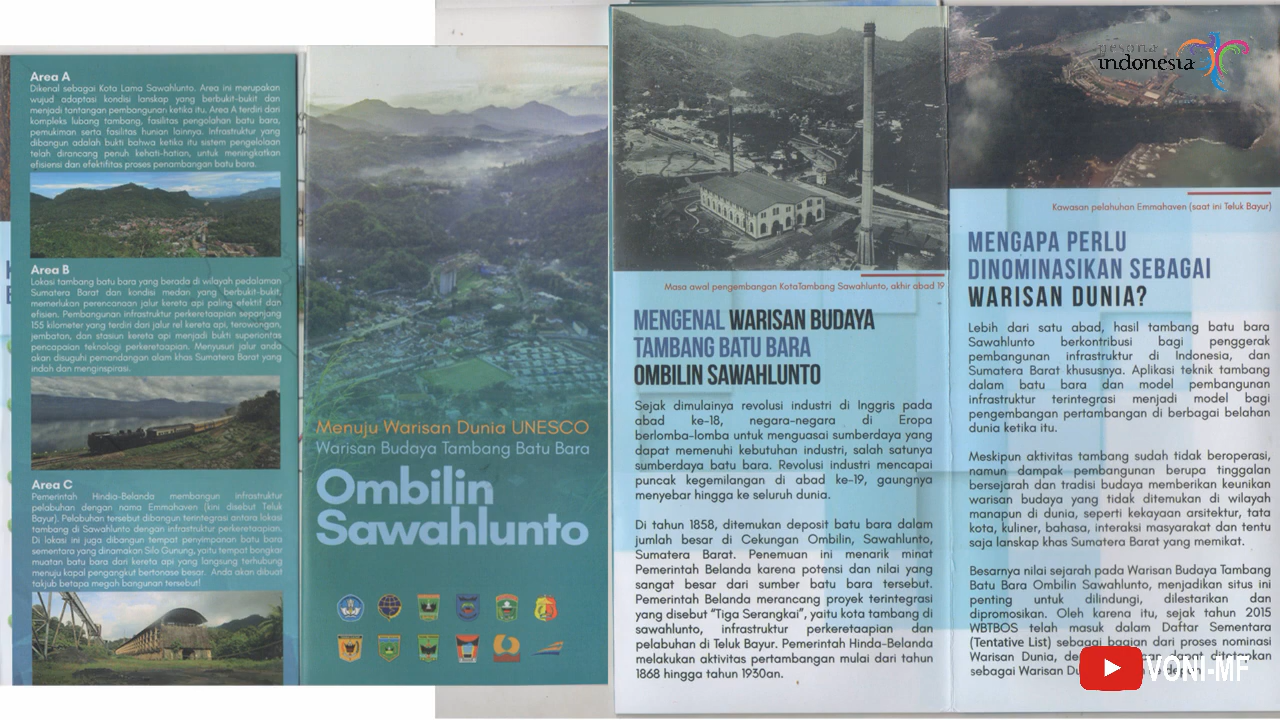 Area A
Dikenal sebagai Kota Lama Sawahlunto. Area ini merupakan
wujud adaptasi kondisi lanskap yang berbukit-bukit dan
menjadi tantangan pembangunan ketika itu. Area A terdiri dari
kompleks lubang tambang, fasilitas pengolahan batu bara,
pemukiman serta fasilitas hunian lainnya. Infrastruktur yang
dibangun adalah bukti bahwa ketika itu sistem pengelolaan
telah dirancang penuh kehati-hatian, untuk meningkatkan
efisiensi dan efektifitas proses penambangan batu bara.
Area B
Lokasi tambang batu bara yang berada di wilayah pedalaman
Sumatera Barat dan kondisi medan yang berbukit-bukit,
memerlukan perencanaan jalur kereta api paling efektif dan
efisien. Pembangunan infrastruktur perkeretaapian sepanjang
155 kilometer yang terdiri dari jalur rel kereta api, terowongan,
jembatan, dan stasiun kereta api menjadi bukti superiontas
pencapaian teknologi perkeretaapian. Menyusuri jalur anda
akan disuguhi pemandangan alam khas Sumatera Barat yang
indah dan menginspirasi.
Area C
Pemerintah Hindia-Belanda membangun infrastruktur
pelabuhan dengan nama Emmahaven (kini disebut Teluk
Bayur). Pelabuhan tersebut dibangun terintegrasi antara lokasi
tambang di Sawahlunto dengan infrastruktur perkeretaapian.
Di lokasi ini juga dibangun tempat penyimpanan batu bara
sementara yang dinamakan Silo Gunung, yaitu tempat bongkar
muatan batu bara dari kereta api yang langsung terhubung
menuju kapal pengangkut bertonase besar. Anda akan dibuat
takjub betapa megah bangunan tersebut!
Menuju Warisan Dunia UNESCO
Warisan Budaya Tambang Batu Bara
Ombilin
Sawahlunto
Masa awal pengembangan KotaTambang Sawahlunto, akhir abad 19
MENGENAL WARISAN BUDAYA
TAMBANG BATU BARA
OMBILIN SAWAHLUNTO
Sejak dimulainya revolusi industri di Inggris pada
abad ke-18, negara-negara di Eropa
berlomba-lomba untuk menguasai sumberdaya yang
dapat memenuhi kebutuhan industri, salah satunya
sumberdaya batu bara. Revolusi industri mencapai
puncak kegemilangan di abad ke-19, gaungnya
menyebar hingga ke seluruh dunia.
Di tahun 1858, ditemukan deposit batu bara dalam
jumlah besar di Cekungan Ombilin, Sawahlunto,
Sumatera Barat. Penemuan ini menarik minat
Pemerintah Belanda karena potensi dan nilai yang
sangat besar dari sumber batu bara tersebut.
Pemerintah Belanda merancang proyek terintegrasi
yang disebut “Tiga Serangkai”, yaitu kota tambang di
sawahlunto, infrastruktur perkeretaapian dan
pelabuhan di Teluk Bayur. Pemerintah Hinda-Belanda
melakukan aktivitas pertambangan mulai dari tahun
1868 hingga tahun 1930an.
pesona
indonesia
Kawasan pelahuhan Emmahaven (saat ini Teluk Bayur)
MENGAPA PERLU
DINOMINASIKAN SEBAGAI
WARISAN DUNIA?
Lebih dari satu abad, hasil tambang batu bara
Sawahlunto berkontribusi bagi penggerak
pembangunan infrastruktur di Indonesia, dan
Sumatera Barat khususnya. Aplikasi teknik tambang
dalam batu bara dan model pembangunan
infrastruktur terintegrasi menjadi model bagi
pengembangan pertambangan di berbagai belahan
dunia ketika itu.
Meskipun aktivitas tambang sudah tidak beroperasi,
namun dampak pembangunan berupa tinggalan
bersejarah dan tradisi budaya memberikan keunikan
warisan budaya yang tidak ditemukan di wilayah
manapun di dunia, seperti kekayaan arsitektur, tata
kota, kuliner, bahasa, interaksi masyarakat dan tentu
saja lanskap khas Sumatera Barat yang memikat.
Besarnya nilai sejarah pada Warisan Budaya Tambang
Batu Bara Ombilin Sawahlunto, menjadikan situs ini
penting untuk dilindungi, dilestarikan dan
dipromosikan. Oleh karena itu, sejak tahun 2015
WBTBOS telah masuk dalam Daftar Sementara
(Tentative List) sebagai bagian dari proses nominasi
Warisan Dunia, dapat ditetapkan
sebagai Warisan
VONI-MF